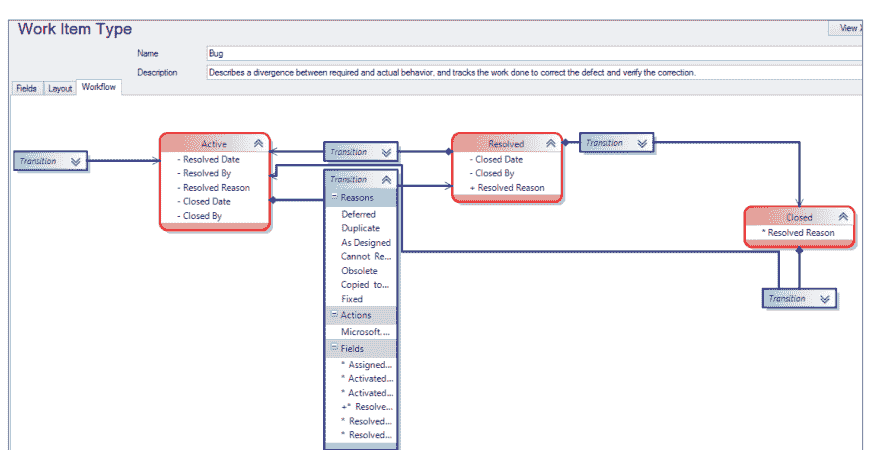 Work Item Type
View
Name
Bug
Description
Describes a divergence between required and actual behavior, and tracks the work done to correct the defect and verify the correction.
Fields
Layout
Workflow
Transition
Active
- Resolved Date
- Resolved By
- Resolved Reason
- Closed Date
- Closed By
Transition
Resolved
- Closed Date
- Closed By
+ Resolved Reason
Transition
Transition
Reasons
Deferred
Duplicate
As Designed
Cannot Re...
Obsolete
Copied to...
Fixed
Actions
Microsoft....
Fields
* Assigned...
* Activated...
* Activated...
+* Resolve...
* Resolved...
* Resolved...
Closed
* Resolved Reason
Transition